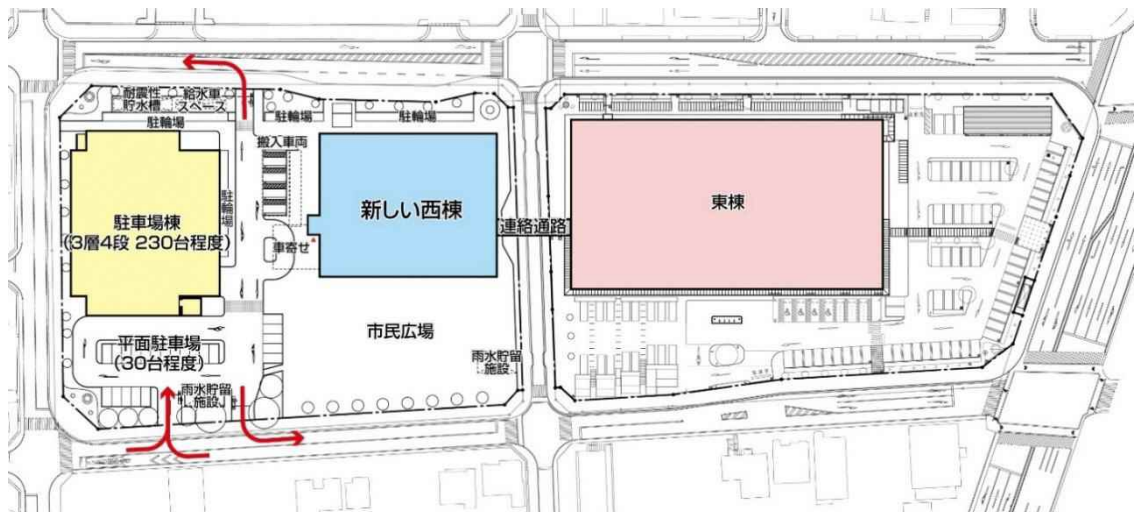 耐震性
貯水槽
給水車
スペース
駐輪場
駐輪場
駐輪場
搬入車両
駐輪場
駐車場棟
(3層4段 230台程度)
車寄せ
新しい西棟
連絡通路
東棟
市民広場
平面駐車場
(30台程度)
雨水貯留
施設
雨水貯留
施設